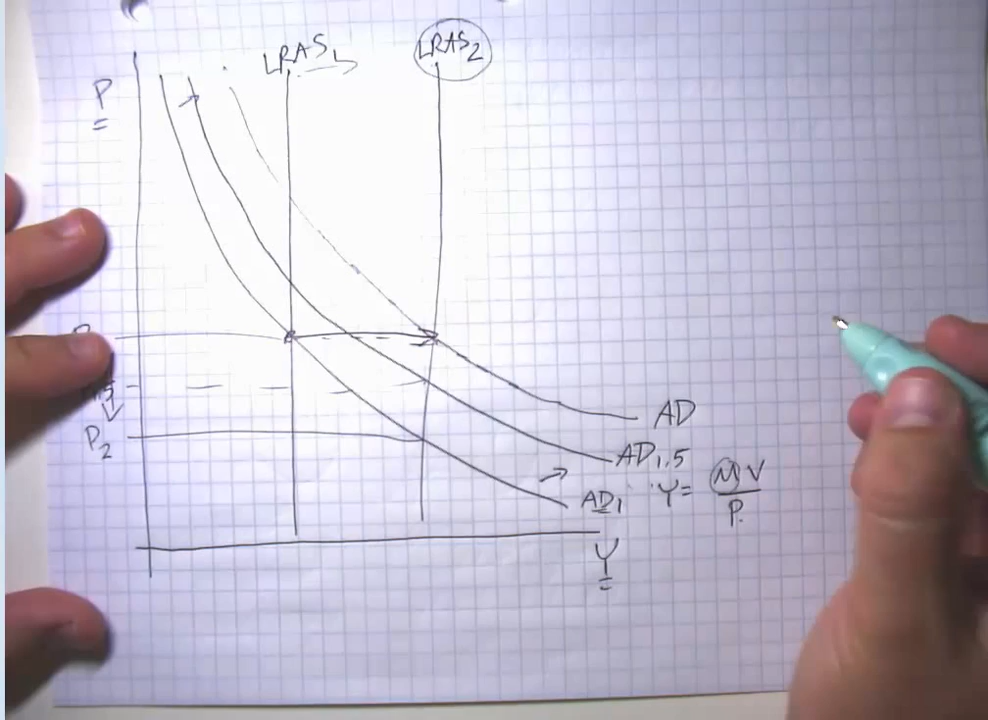 LRAS₁
LRAS₂
P
P₂
AD
AD₁.₅
AD₁ Y = MV
P
Y